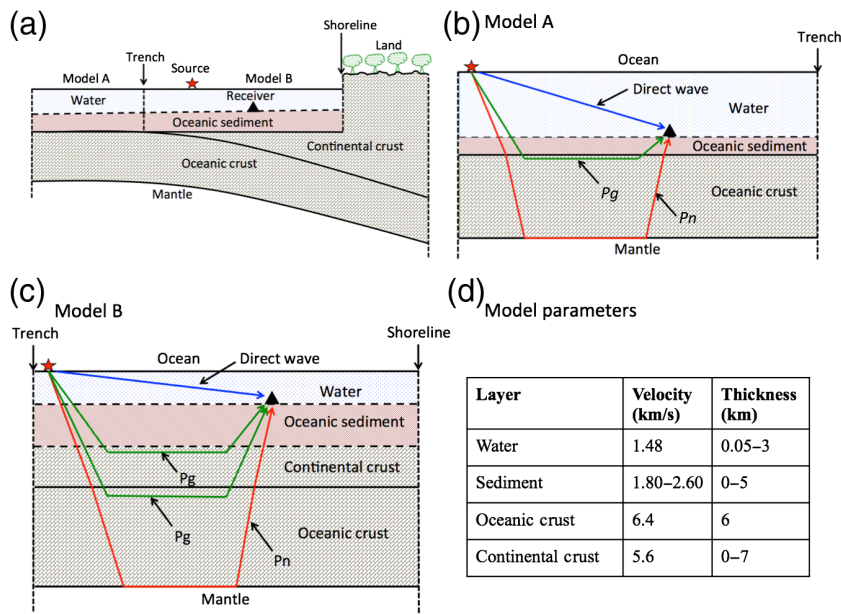 (a)
Shoreline
Trench
Land
Source
Model A
Model B
Water
Receiver
Oceanic sediment
Continental crust
Oceanic crust
Mantle
(b) Model A
Trench
Ocean
Direct wave
Water
Oceanic sediment
Pg
Oceanic crust
Pn
Mantle
(c) Model B
Trench
Shoreline
Ocean
Direct wave
Water
Oceanic sediment
Pg
Continental crust
Pg
Oceanic crust
Pn
Mantle
(d) Model parameters
Layer Velocity (km/s) Thickness (km)
Water 1.48 0.05–3
Sediment 1.80–2.60 0–5
Oceanic crust 6.4 6
Continental crust 5.6 0–7